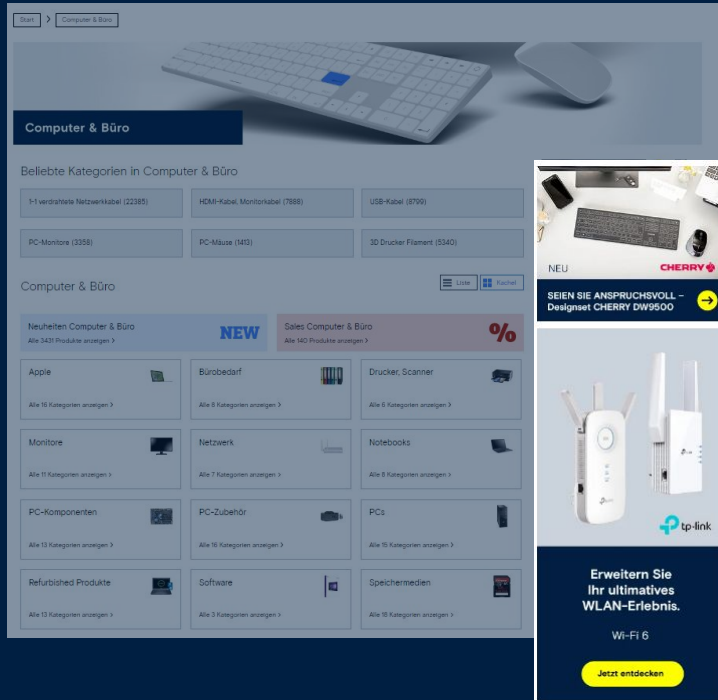 Start > Computer & Büro
Computer & Büro
Beliebte Kategorien in Computer & Büro
1-1 verdrahtete Netzwerkkabel (22385)
HDMI-Kabel, Monitorkabel (7888)
USB-Kabel (8799)
PC-Monitore (3358)
PC-Mäuse (1413)
3D Drucker Filament (5340)
Computer & Büro
Liste
Kachel
Neuheiten Computer & Büro
Alle 3431 Produkte anzeigen >
NEW
Sales Computer & Büro
Alle 140 Produkte anzeigen >
%
Apple
Alle 16 Kategorien anzeigen >
Bürobedarf
Alle 8 Kategorien anzeigen >
Drucker, Scanner
Alle 6 Kategorien anzeigen >
Monitore
Alle 11 Kategorien anzeigen >
Netzwerk
Alle 7 Kategorien anzeigen >
Notebooks
Alle 8 Kategorien anzeigen >
PC-Komponenten
Alle 13 Kategorien anzeigen >
PC-Zubehör
Alle 16 Kategorien anzeigen >
PCs
Alle 15 Kategorien anzeigen >
Refurbished Produkte
Alle 13 Kategorien anzeigen >
Software
Alle 3 Kategorien anzeigen >
Speichermedien
Alle 16 Kategorien anzeigen >
NEU
CHERRY
SEIEN SIE ANSPRUCHSVOLL –
Designset CHERRY DW9500
tp-link
Erweitern Sie
Ihr ultimatives
WLAN-Erlebnis.
Wi-Fi 6
Jetzt entdecken